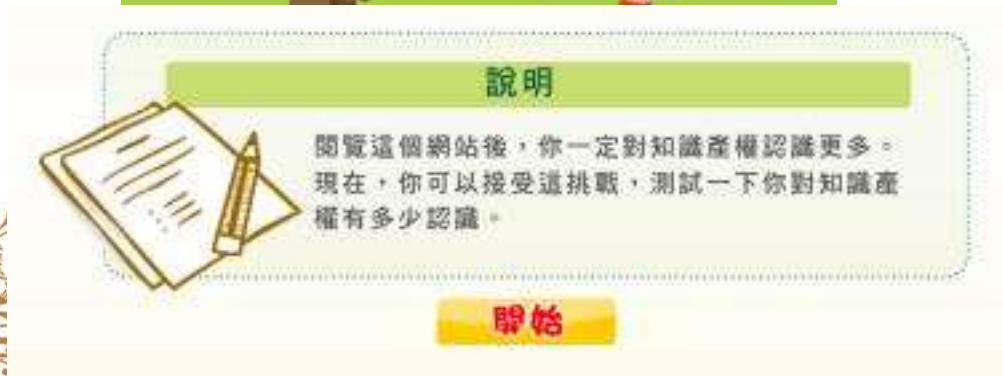 說明
閱覽這個網站後，你一定對知識產權認識更多。
現在，你可以接受這挑戰，測試一下你對知識產
權有多少認識。
開始